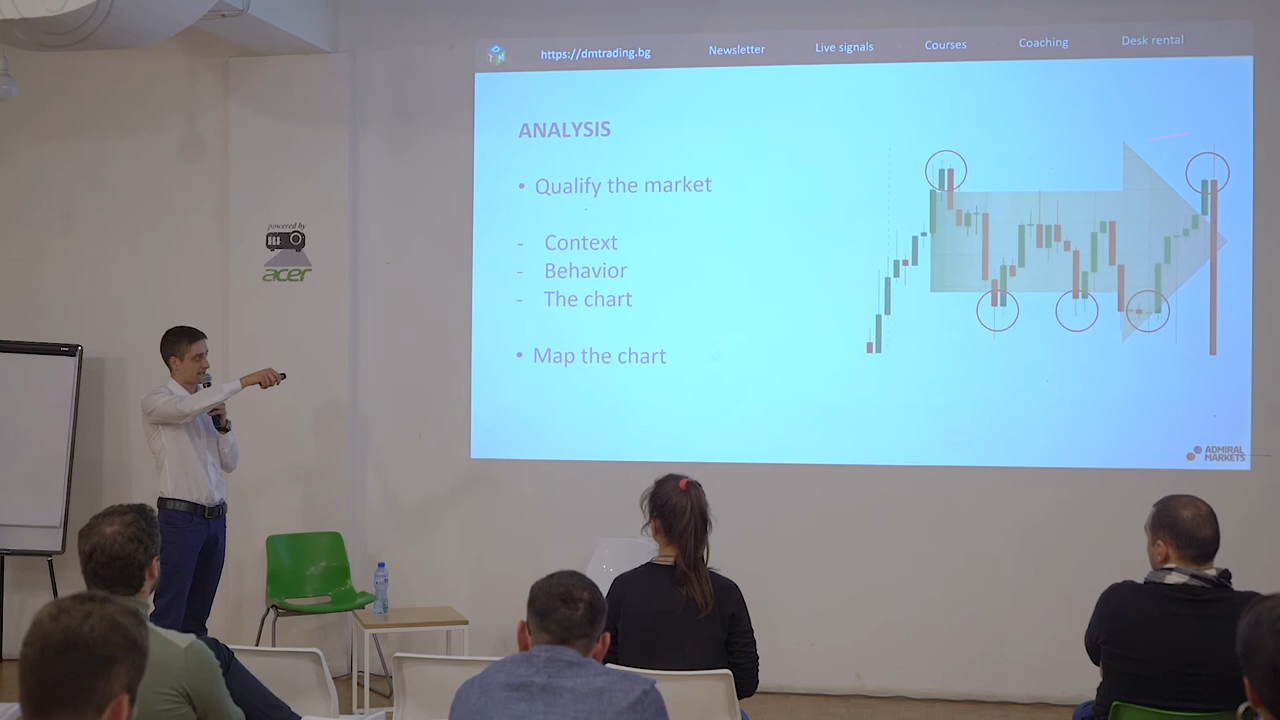 https://dmtrading.bg
Newsletter
Live signals
Courses
Coaching
Desk rental
ANALYSIS
• Qualify the market
- Context
- Behavior
- The chart
• Map the chart
ADMIRAL
MARKETS
powered by
acer